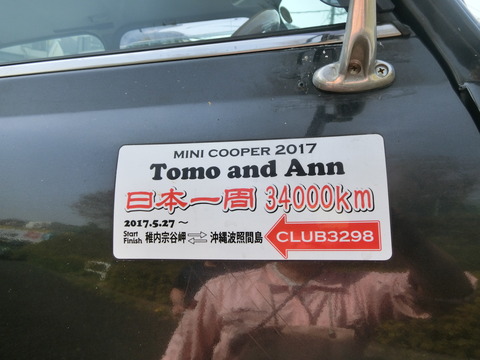 MINI COOPER 2017
Tomo and Ann
日本一周 34000km
2017.5.27～
Start
Finish 稚内宗谷岬⇄沖縄波照間島
CLUB3298